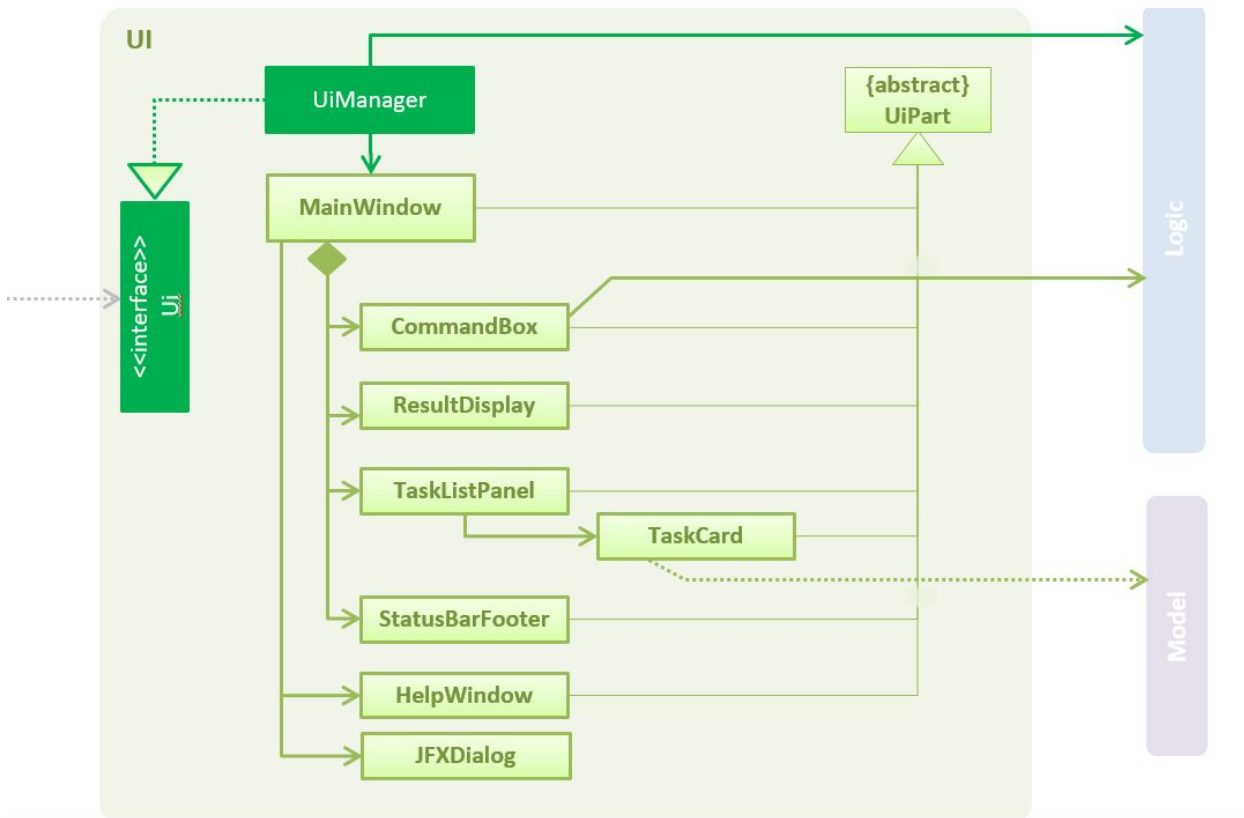 UI
UiManager
{abstract}
UiPart
MainWindow
<<interface>>
Ui
Logic
CommandBox
ResultDisplay
TaskListPanel
TaskCard
StatusBarFooter
Model
HelpWindow
JFXDialog